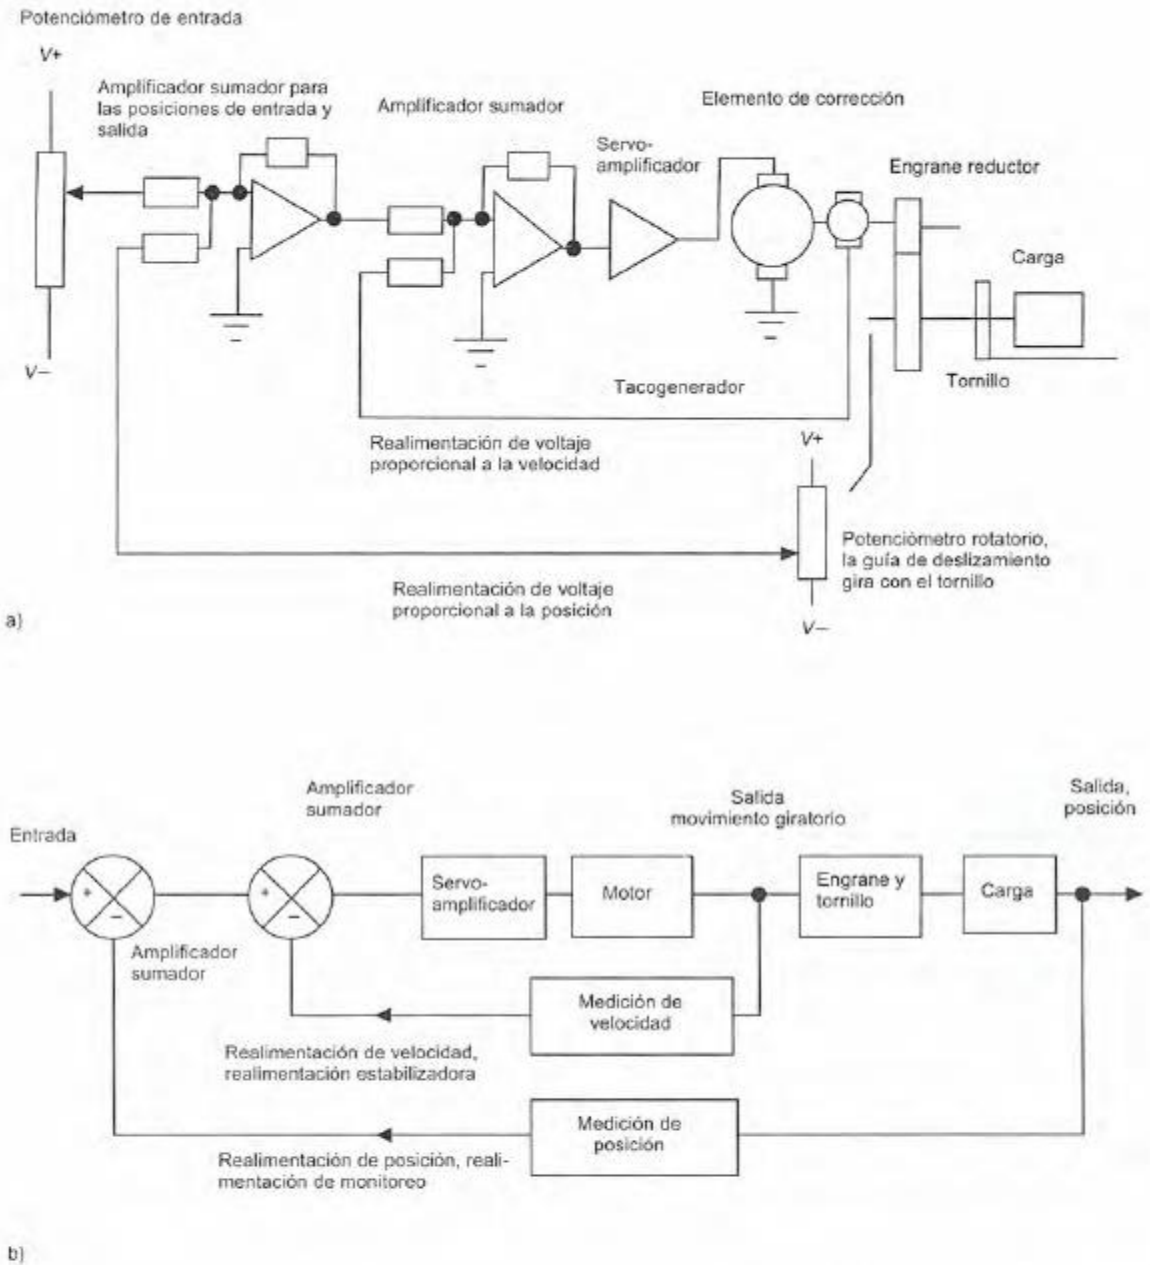 Potenciómetro de entrada
V+
Amplificador sumador para
las posiciones de entrada y
salida
Amplificador sumador
Elemento de corrección
Servo-
amplificador
Engrane reductor
Carga
V–
Tacogenerador
Tornillo
Realimentación de voltaje
proporcional a la velocidad
V+
Potenciómetro rotatorio,
la guía de deslizamiento
gira con el tornillo
Realimentación de voltaje
proporcional a la posición
V–
a)
Amplificador
sumador
Salida
movimiento giratorio
Salida,
posición
Entrada
+
–
+
–
Servo-
amplificador
Motor
Engrane y
tornillo
Carga
Amplificador
sumador
Medición de
velocidad
Realimentación de velocidad,
realimentación estabilizadora
Medición de
posición
Realimentación de posición, reali-
mentación de monitoreo
b)